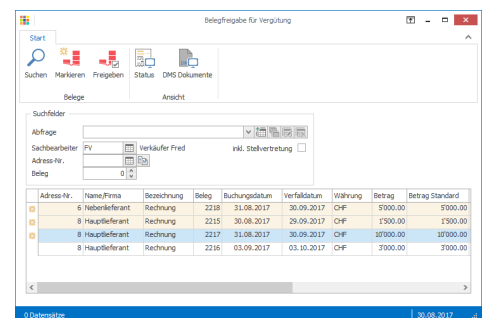 Belegfreigabe für Vergütung
Start
Suchen Markieren Freigeben Status DMS Dokumente
Belege Ansicht
Suchfelder
Abfrage
Sachbearbeiter FV Verkäufer Fred inkl. Stellvertretung
Adress-Nr.
Beleg 0
Adress-Nr. Name/Firma Bezeichnung Beleg Buchungsdatum Verfalldatum Währung Betrag Betrag Standard
6 Nebenlieferant Rechnung 2218 31.08.2017 30.09.2017 CHF 5'000.00 5'000.00
8 Hauptlieferant Rechnung 2215 30.08.2017 29.09.2017 CHF 1'500.00 1'500.00
8 Hauptlieferant Rechnung 2217 31.08.2017 30.09.2017 CHF 10'000.00 10'000.00
8 Hauptlieferant Rechnung 2216 03.09.2017 03.10.2017 CHF 3'000.00 3'000.00
0 Datensätze 30.08.2017